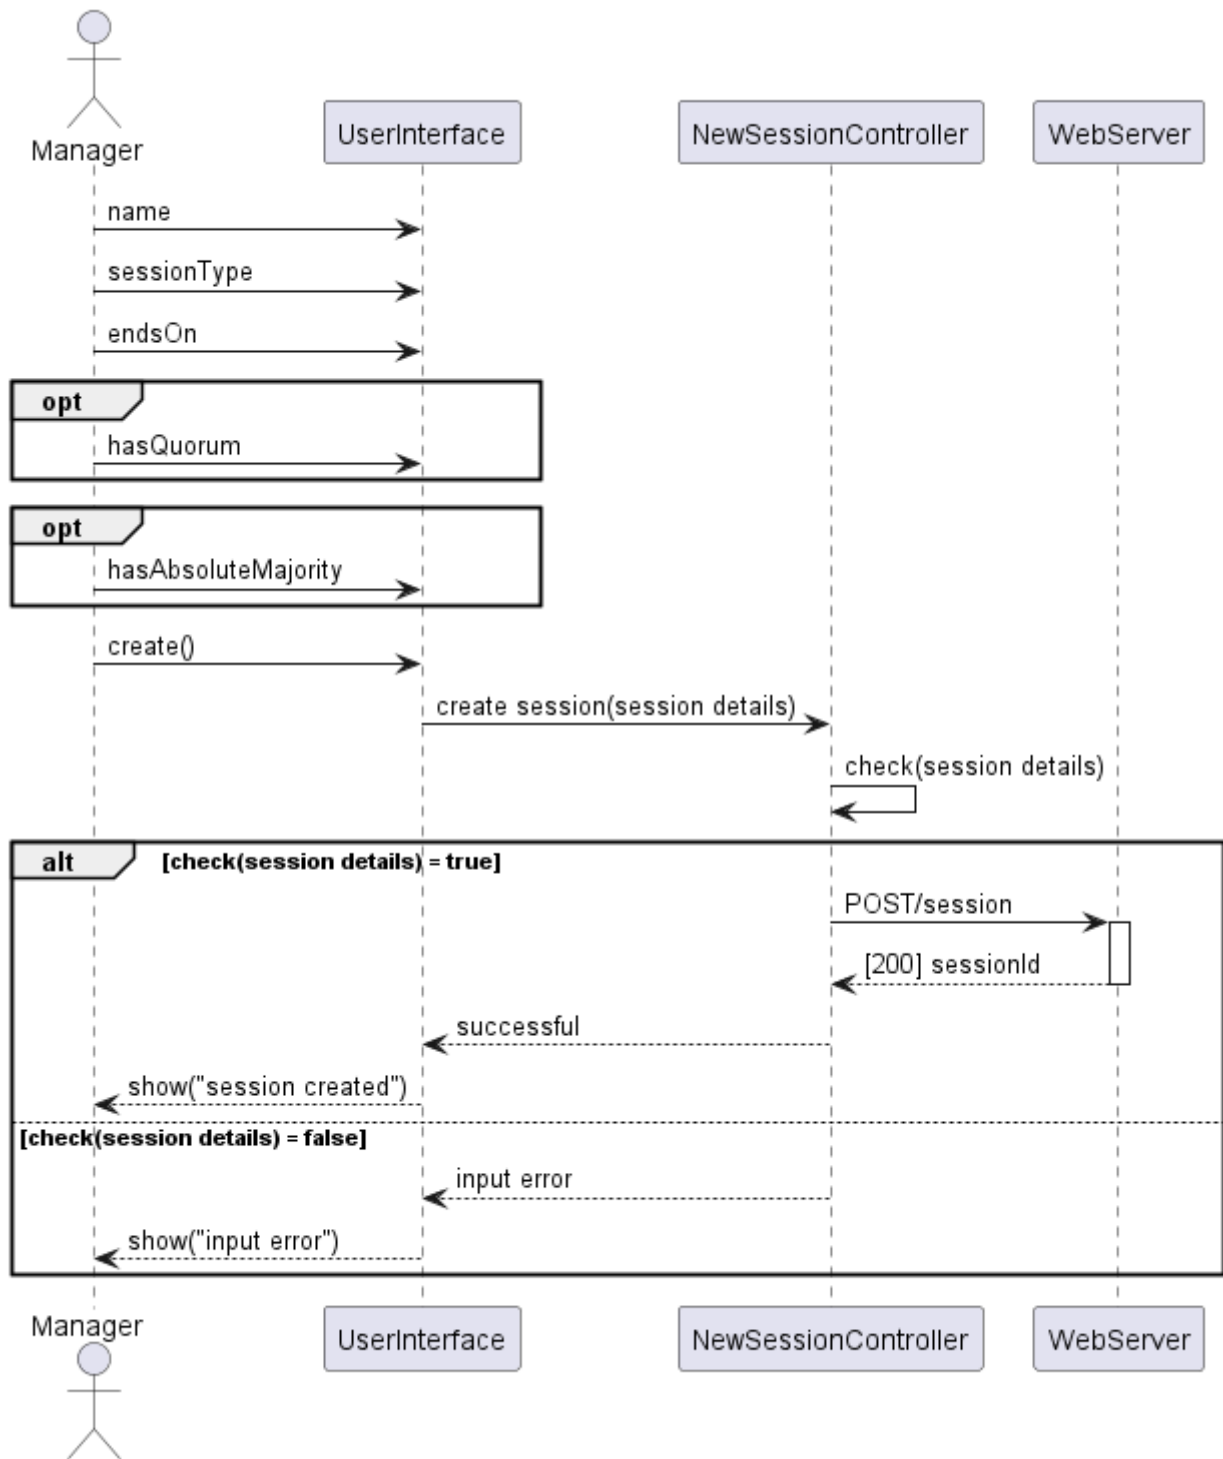 Manager
UserInterface
NewSessionController
WebServer
name
sessionType
endsOn
opt
hasQuorum
opt
hasAbsoluteMajority
create()
create session(session details)
check(session details)
alt
[check(session details) = true]
POST/session
[200] sessionId
successful
show("session created")
[check(session details) = false]
input error
show("input error")
Manager
UserInterface
NewSessionController
WebServer